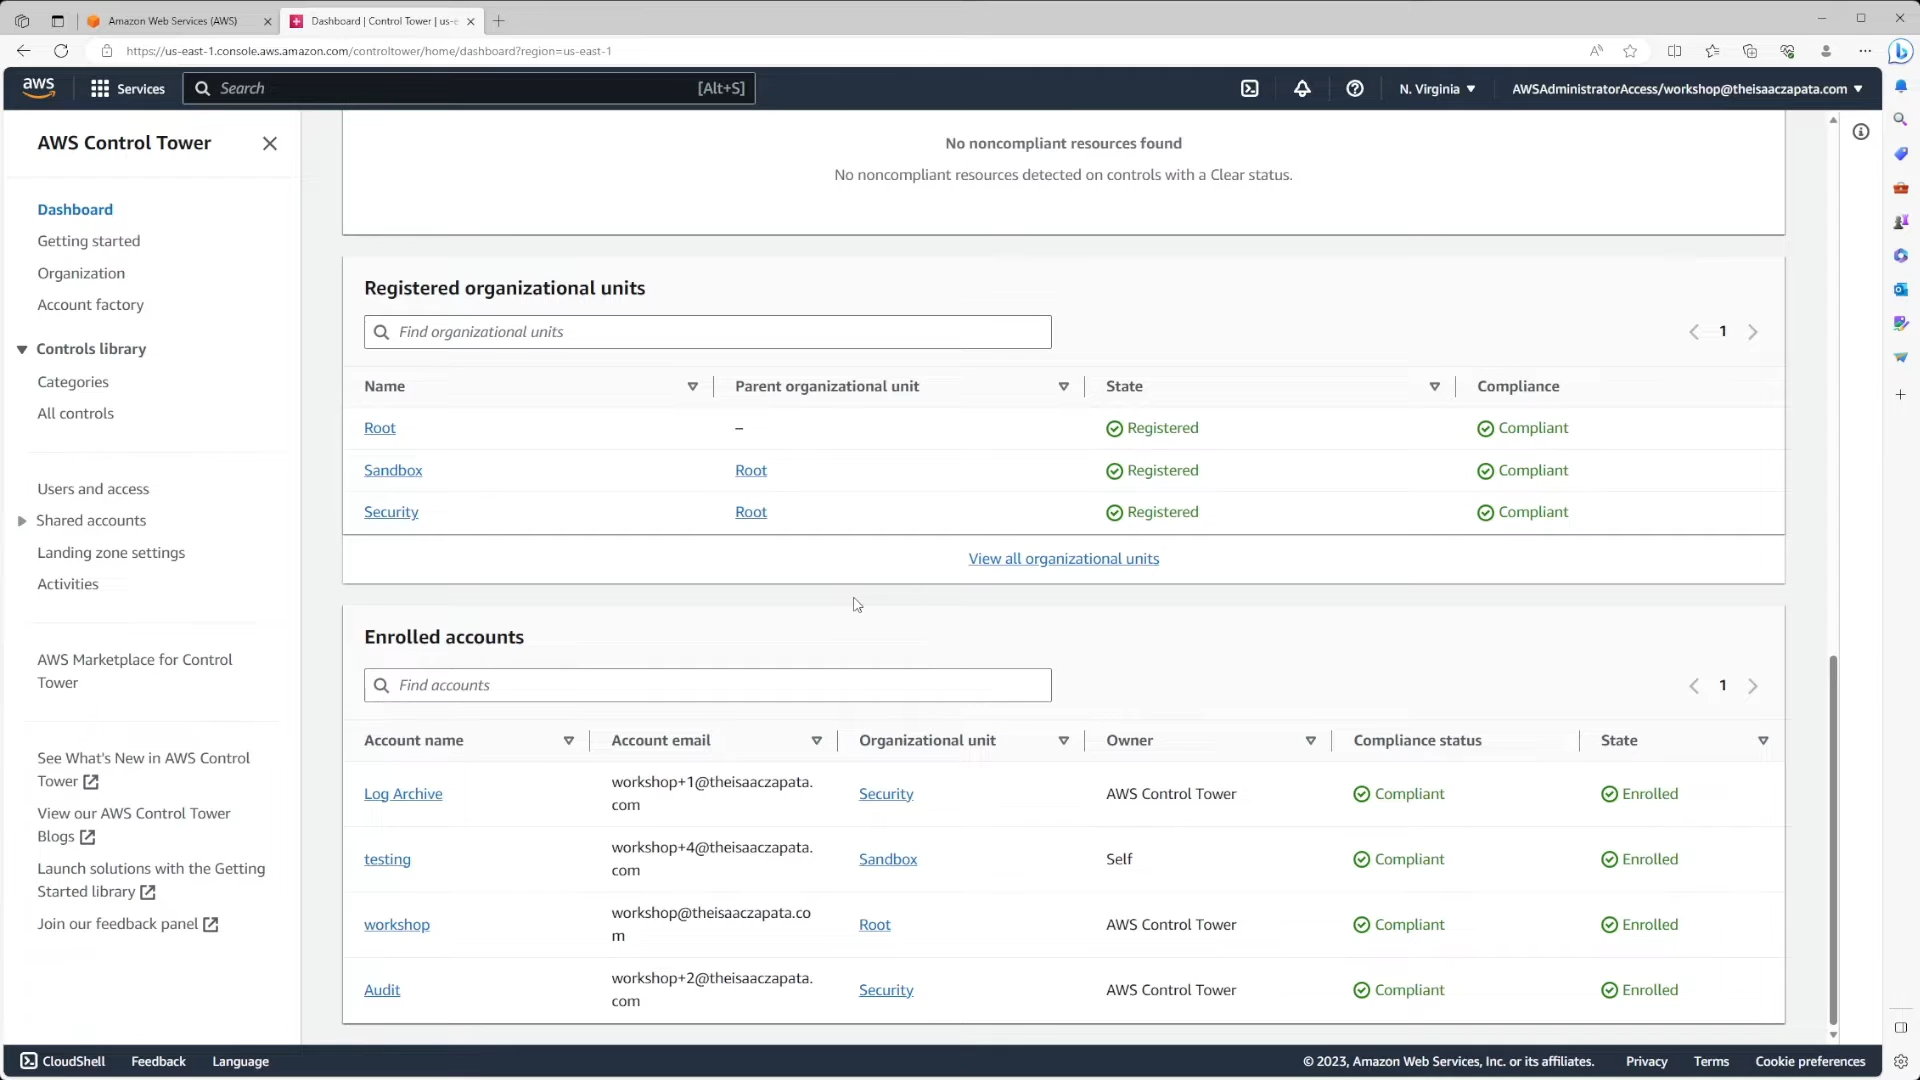 Amazon Web Services (AWS)
Dashboard | Control Tower | us-e
https://us-east-1.console.aws.amazon.com/controltower/home/dashboard?region=us-east-1
aws
Services
Search
[Alt+S]
N. Virginia
AWSAdministratorAccess/workshop@theisaaczapata.com
AWS Control Tower
Dashboard
Getting started
Organization
Account factory
Controls library
Categories
All controls
Users and access
Shared accounts
Landing zone settings
Activities
AWS Marketplace for Control
Tower
See What's New in AWS Control
Tower
View our AWS Control Tower
Blogs
Launch solutions with the Getting
Started library
Join our feedback panel
No noncompliant resources found
No noncompliant resources detected on controls with a Clear status.
Registered organizational units
Find organizational units
1
Name Parent organizational unit State Compliance
Root – Registered Compliant
Sandbox Root Registered Compliant
Security Root Registered Compliant
View all organizational units
Enrolled accounts
Find accounts
1
Account name Account email Organizational unit Owner Compliance status State
Log Archive workshop+1@theisaaczapata. Security AWS Control Tower Compliant Enrolled
com
testing workshop+4@theisaaczapata. Sandbox Self Compliant Enrolled
com
workshop workshop@theisaaczapata.co Root AWS Control Tower Compliant Enrolled
m
Audit workshop+2@theisaaczapata. Security AWS Control Tower Compliant Enrolled
com
CloudShell Feedback Language
© 2023, Amazon Web Services, Inc. or its affiliates. Privacy Terms Cookie preferences